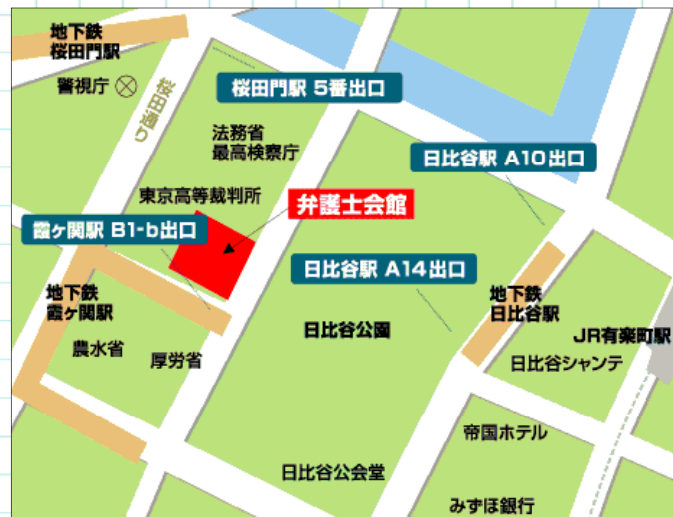 地下鉄
桜田門駅
警視庁
桜田通り
桜田門駅 5番出口
法務省
最高検察庁
日比谷駅 A10出口
東京高等裁判所
弁護士会館
霞ヶ関駅 B1-b出口
日比谷駅 A14出口
地下鉄
霞ヶ関駅
地下鉄
日比谷駅
日比谷公園
JR有楽町駅
農水省
厚労省
日比谷シャンテ
帝国ホテル
日比谷公会堂
みずほ銀行